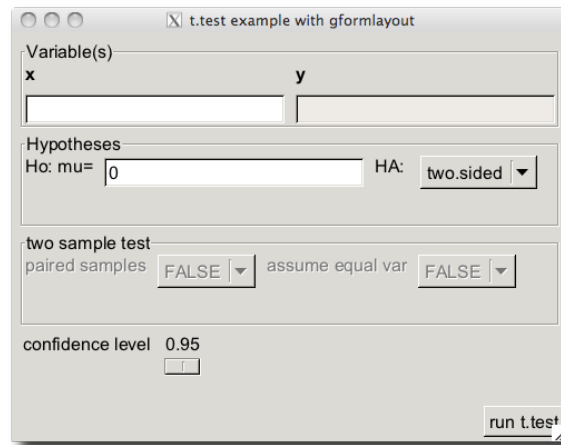 t.test example with gformlayout
Variable(s)
x y
Hypotheses
Ho: mu= 0 HA: two.sided
two sample test
paired samples FALSE assume equal var FALSE
confidence level 0.95
run t.test